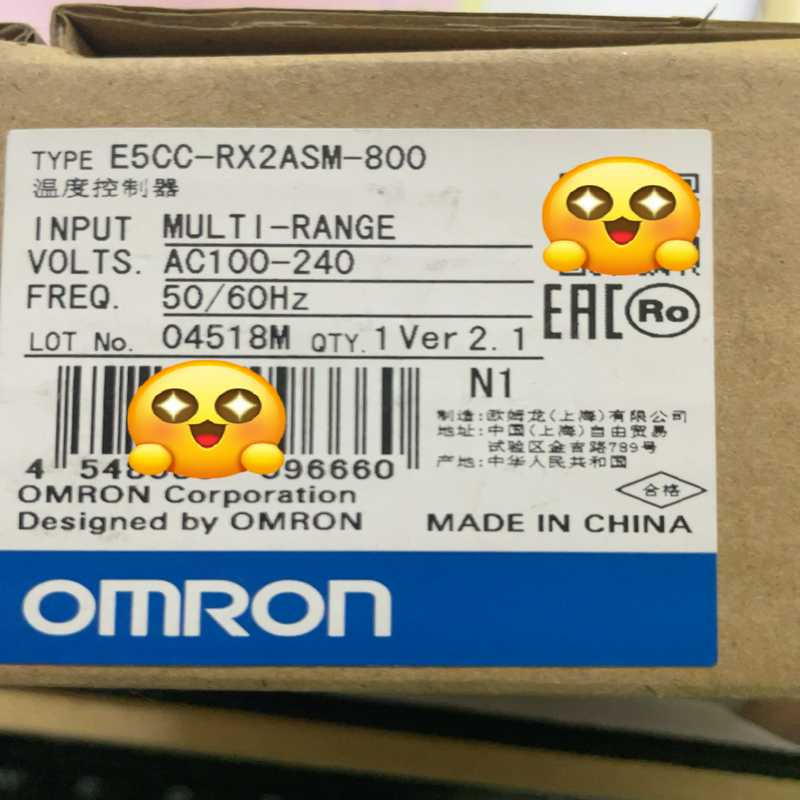 TYPE E5CC-RX2ASM-800
温度控制器
INPUT MULTI-RANGE
VOLTS. AC100-240
FREQ. 50/60Hz
LOT No. 04518M QTY. 1 Ver 2.1
EAC Ro
N1
制造:欧姆龙(上海)有限公司
地址:中国(上海)自由贸易
试验区金吉路789号
产地:中华人民共和国
4 96660
合格
OMRON Corporation
Designed by OMRON
MADE IN CHINA
OMRON